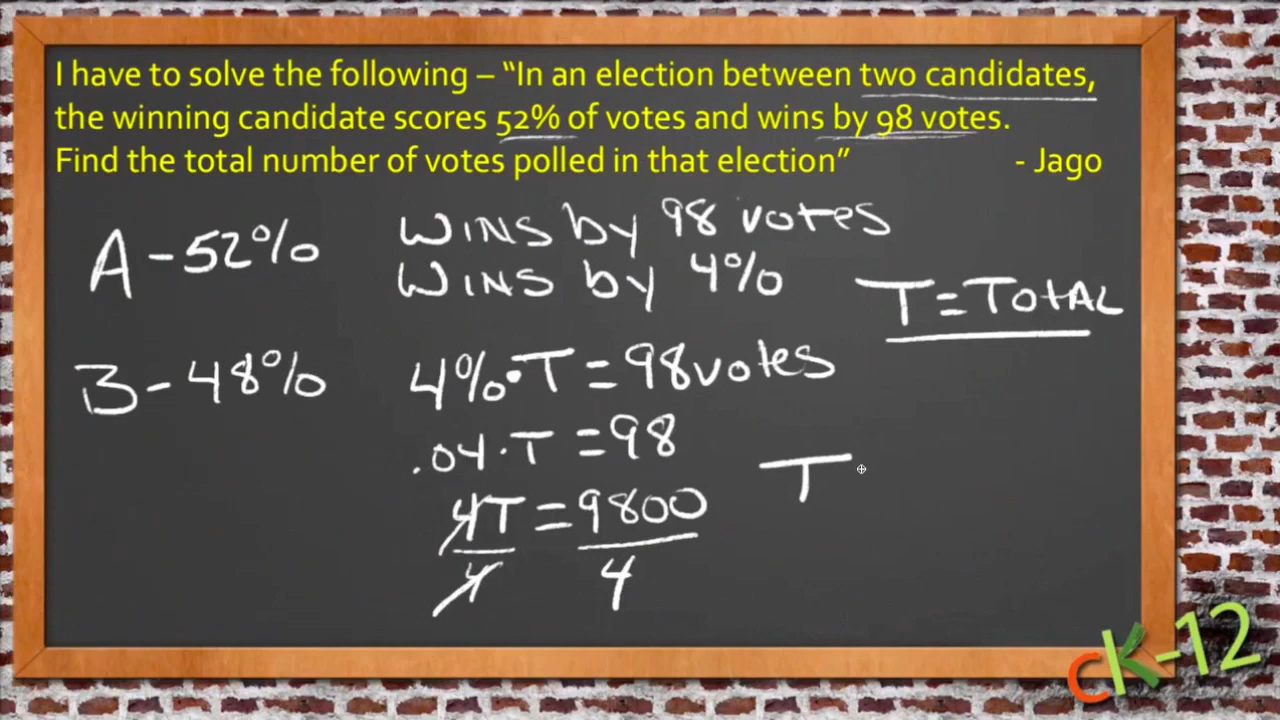 I have to solve the following – “In an election between two candidates,
the winning candidate scores 52% of votes and wins by 98 votes.
Find the total number of votes polled in that election” - Jago
A - 52%
WINS by 98 votes
WINS by 4%
T = TOtAL
B - 48%
4% • T = 98 votes
.04 · T = 98
4T = 9800
4 4
T
CK-12